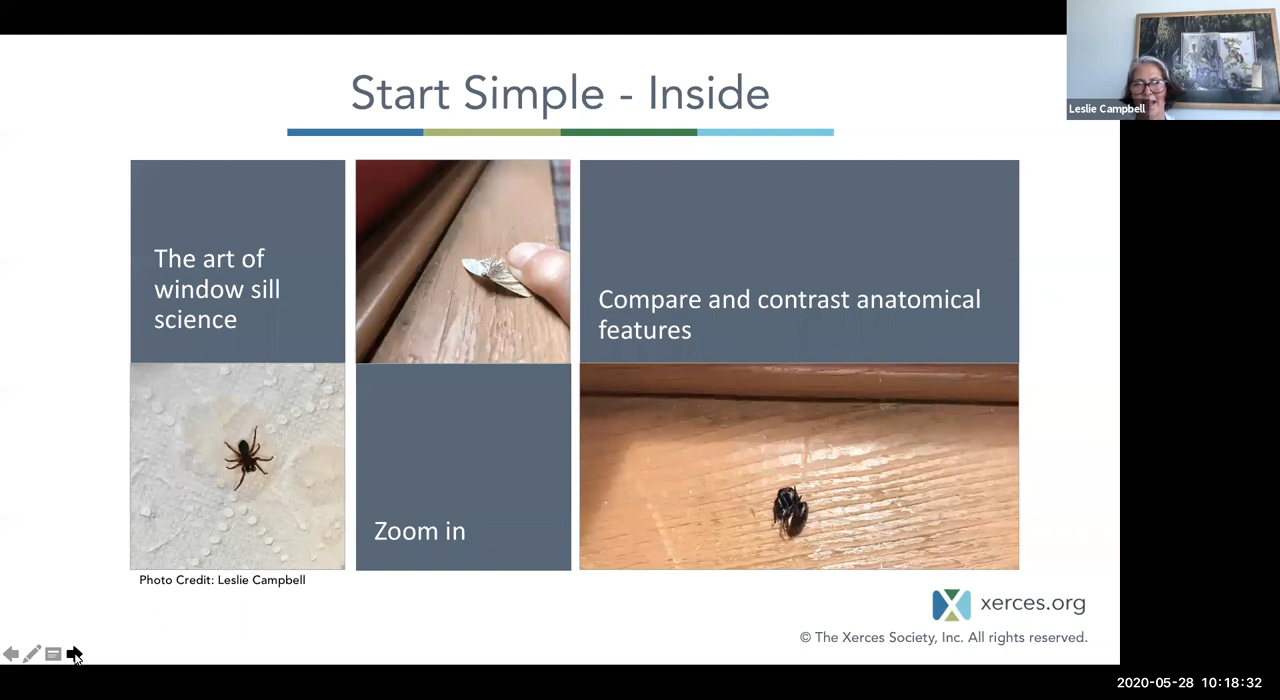 Start Simple - Inside
Leslie Campbell
The art of
window sill
science
Compare and contrast anatomical
features
Zoom in
Photo Credit: Leslie Campbell
xerces.org
© The Xerces Society, Inc. All rights reserved.
2020-05-28 10:18:32